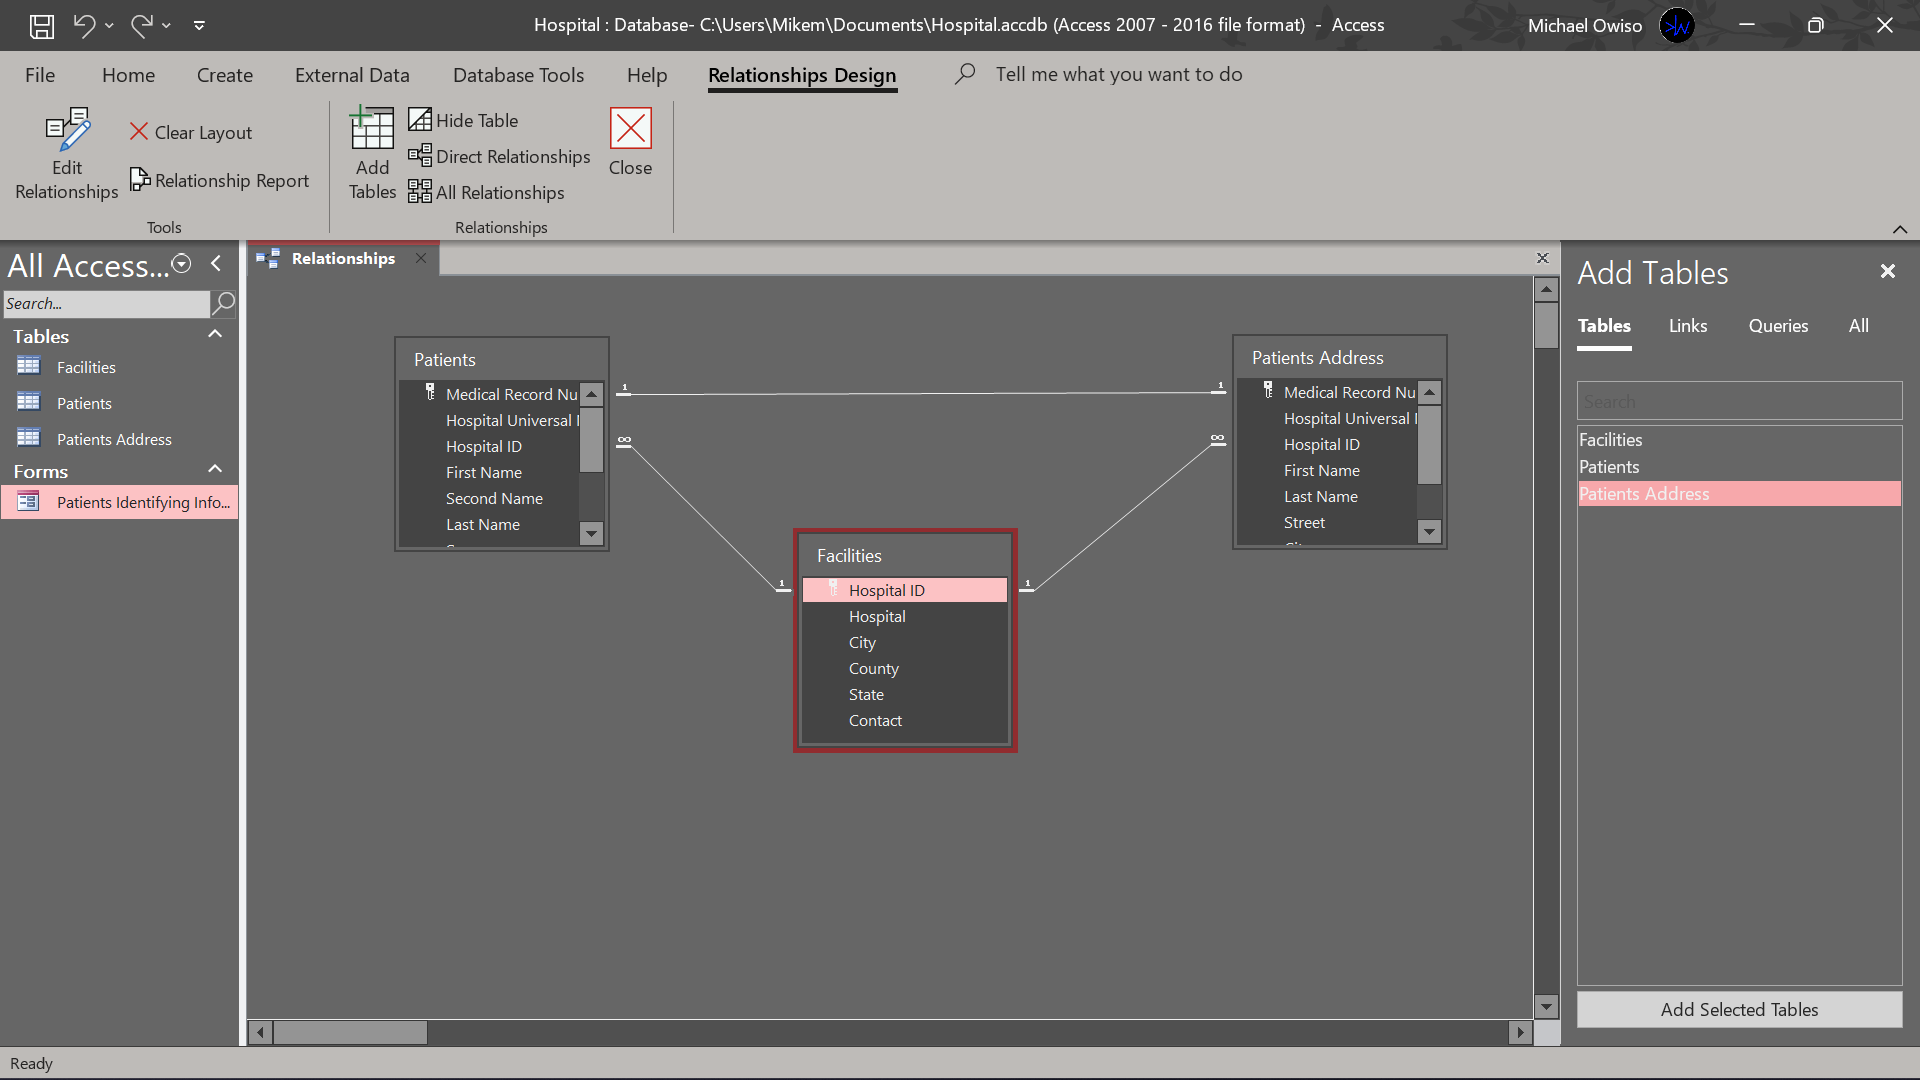 Hospital : Database- C:\Users\Mikem\Documents\Hospital.accdb (Access 2007 - 2016 file format) - Access
Michael Owiso
File
Home
Create
External Data
Database Tools
Help
Relationships Design
Tell me what you want to do
Edit
Relationships
Clear Layout
Relationship Report
Tools
Add
Tables
Hide Table
Direct Relationships
All Relationships
Close
Relationships
All Access...
Search...
Tables
Facilities
Patients
Patients Address
Forms
Patients Identifying Info...
Relationships
Patients
Medical Record Nu
Hospital Universal
Hospital ID
First Name
Second Name
Last Name
1
∞
1
∞
Patients Address
Medical Record Nu
Hospital Universal
Hospital ID
First Name
Last Name
Street
1
1
Facilities
Hospital ID
Hospital
City
County
State
Contact
Add Tables
Tables
Links
Queries
All
Search
Facilities
Patients
Patients Address
Add Selected Tables
Ready